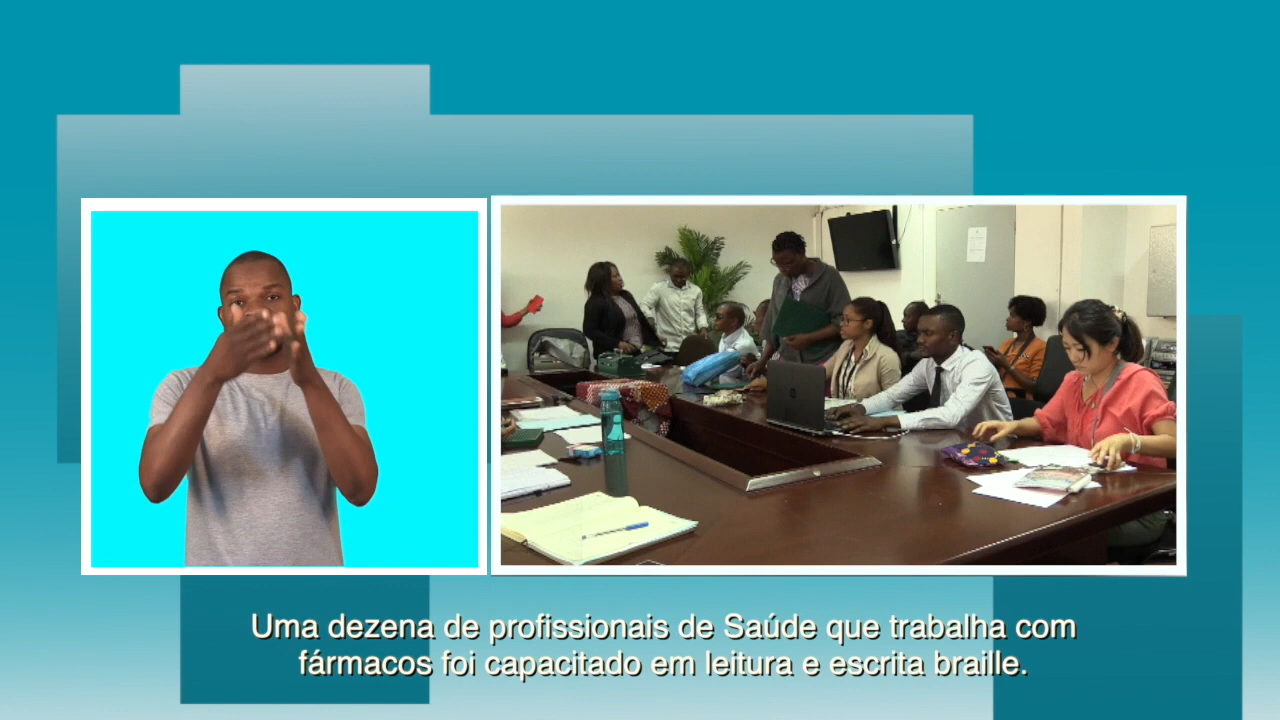 Uma dezena de profissionais de Saúde que trabalha com
fármacos foi capacitado em leitura e escrita braille.